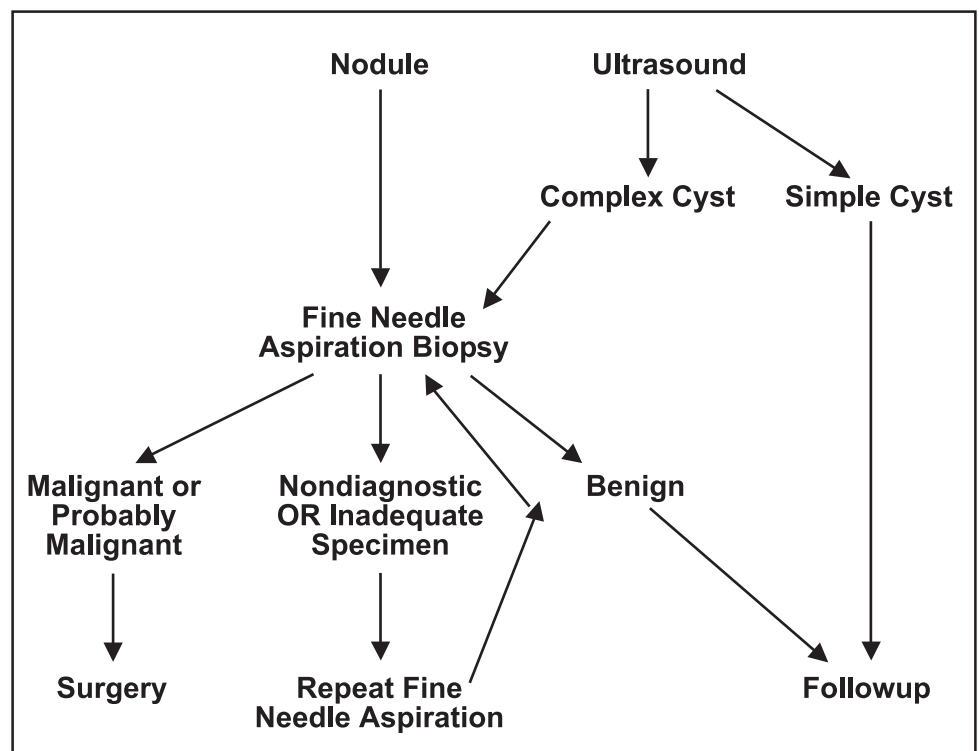 Nodule
Ultrasound
Complex Cyst
Simple Cyst
Fine Needle
Aspiration Biopsy
Malignant or
Probably
Malignant
Nondiagnostic
OR Inadequate
Specimen
Benign
Surgery
Repeat Fine
Needle Aspiration
Followup